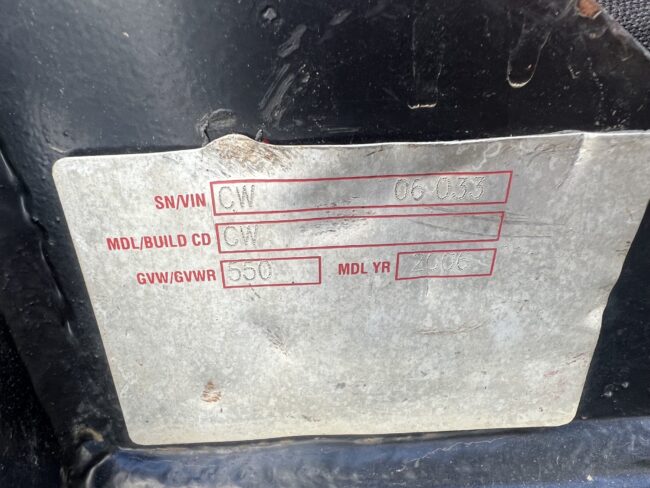 SN/VIN CW 06 033
MDL/BUILD CD CW
GVW/GVWR 550 MDL YR 2006